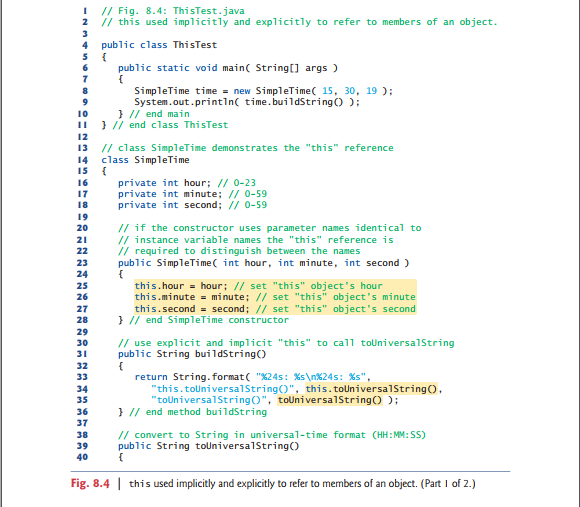 1 // Fig. 8.4: ThisTest.java
2 // this used implicitly and explicitly to refer to members of an object.
3
4 public class ThisTest
5 {
6 public static void main( String[] args )
7 {
8 SimpleTime time = new SimpleTime( 15, 30, 19 );
9 System.out.println( time.buildString() );
10 } // end main
11 } // end class ThisTest
12
13 // class SimpleTime demonstrates the "this" reference
14 class SimpleTime
15 {
16 private int hour; // 0-23
17 private int minute; // 0-59
18 private int second; // 0-59
19
20 // if the constructor uses parameter names identical to
21 // instance variable names the "this" reference is
22 // required to distinguish between the names
23 public SimpleTime( int hour, int minute, int second )
24 {
25 this.hour = hour; // set "this" object's hour
26 this.minute = minute; // set "this" object's minute
27 this.second = second; // set "this" object's second
28 } // end SimpleTime constructor
29
30 // use explicit and implicit "this" to call toUniversalString
31 public String buildString()
32 {
33 return String.format( "%24s: %s\n%24s: %s",
34 "this.toUniversalString()", this.toUniversalString(),
35 "toUniversalString()", toUniversalString() );
36 } // end method buildString
37
38 // convert to String in universal-time format (HH:MM:SS)
39 public String toUniversalString()
40 {
Fig. 8.4 | this used implicitly and explicitly to refer to members of an object. (Part 1 of 2.)